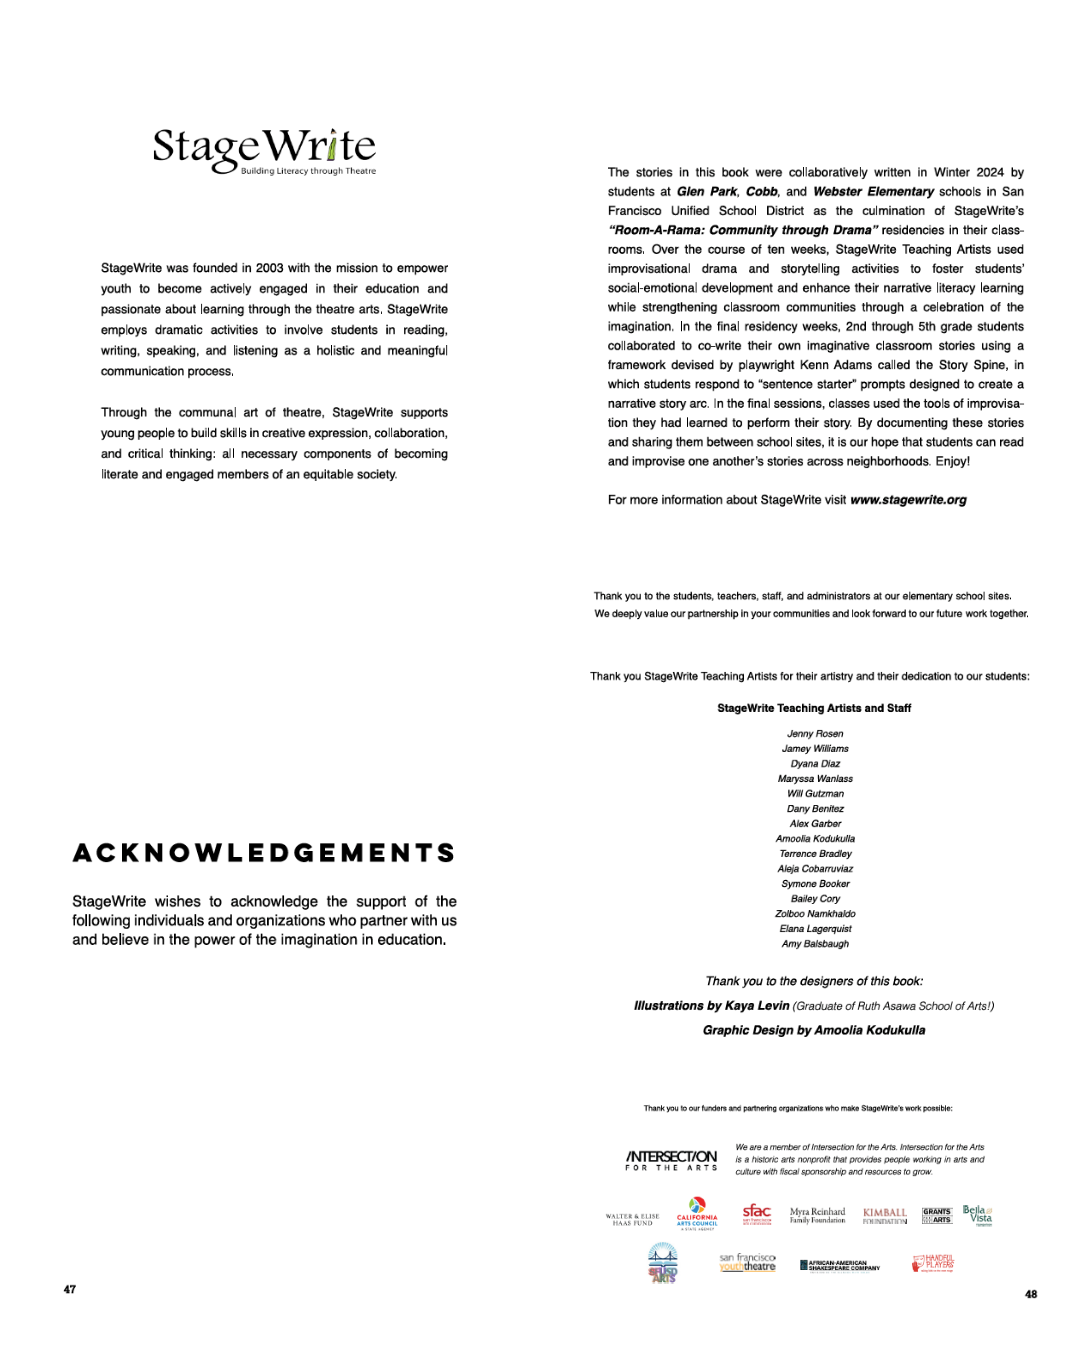 StageWrite
Building Literacy through Theatre
StageWrite was founded in 2003 with the mission to empower
youth to become actively engaged in their education and
passionate about learning through the theatre arts. StageWrite
employs dramatic activities to involve students in reading,
writing, speaking, and listening as a holistic and meaningful
communication process.
Through the communal art of theatre, StageWrite supports
young people to build skills in creative expression, collaboration,
and critical thinking: all necessary components of becoming
literate and engaged members of an equitable society.
ACKNOWLEDGEMENTS
StageWrite wishes to acknowledge the support of the
following individuals and organizations who partner with us
and believe in the power of the imagination in education.
47
The stories in this book were collaboratively written in Winter 2024 by
students at Glen Park, Cobb, and Webster Elementary schools in San
Francisco Unified School District as the culmination of StageWrite's
“Room-A-Rama: Community through Drama” residencies in their class-
rooms. Over the course of ten weeks, StageWrite Teaching Artists used
improvisational drama and storytelling activities to foster students’
social-emotional development and enhance their narrative literacy learning
while strengthening classroom communities through a celebration of the
imagination. In the final residency weeks, 2nd through 5th grade students
collaborated to co-write their own imaginative classroom stories using a
framework devised by playwright Kenn Adams called the Story Spine, in
which students respond to “sentence starter” prompts designed to create a
narrative story arc. In the final sessions, classes used the tools of improvisa-
tion they had learned to perform their story. By documenting these stories
and sharing them between school sites, it is our hope that students can read
and improvise one another’s stories across neighborhoods. Enjoy!
For more information about StageWrite visit www.stagewrite.org
Thank you to the students, teachers, staff, and administrators at our elementary school sites.
We deeply value our partnership in your communities and look forward to our future work together.
Thank you StageWrite Teaching Artists for their artistry and their dedication to our students:
StageWrite Teaching Artists and Staff
Jenny Rosen
Jamey Williams
Dyana Diaz
Maryssa Wanlass
Will Gutzman
Dany Benitez
Alex Garber
Amoolia Kodukulla
Terrence Bradley
Aleja Cobarruviaz
Symone Booker
Bailey Cory
Zolboo Namkhaldo
Elana Lagerquist
Amy Balsbaugh
Thank you to the designers of this book:
Illustrations by Kaya Levin (Graduate of Ruth Asawa School of Arts!)
Graphic Design by Amoolia Kodukulla
Thank you to our funders and partnering organizations who make StageWrite's work possible:
INTERSECTION
FOR THE ARTS
We are a member of Intersection for the Arts. Intersection for the Arts
is a historic arts nonprofit that provides people working in arts and
culture with fiscal sponsorship and resources to grow.
WALTER & ELISE
HAAS FUND
CALIFORNIA
ARTS COUNCIL
A STATE AGENCY
sfac
Myra Reinhard
Family Foundation
KIMBALL
FOUNDATION
GRANTS
ARTS
Bella
Vista
SFUSD
ARTS
san francisco
youththeatre
AFRICAN-AMERICAN
SHAKESPEARE COMPANY
HANDFUL
PLAYERS
48